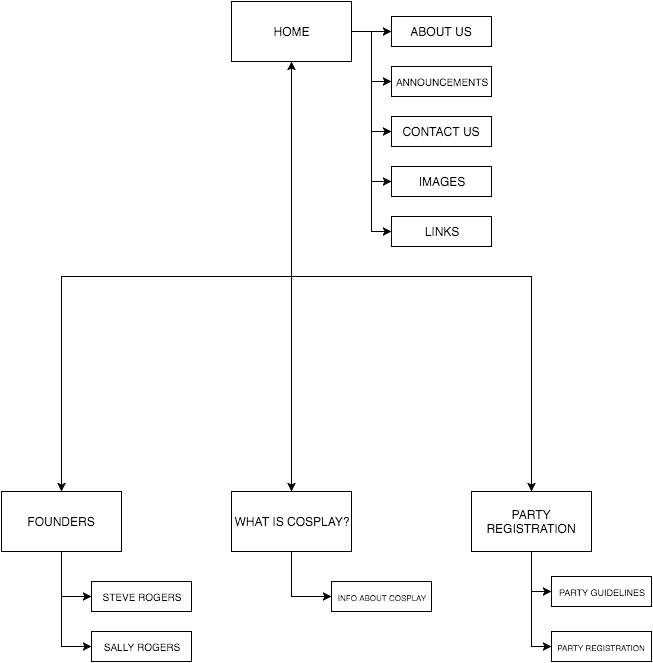 HOME
ABOUT US
ANNOUNCEMENTS
CONTACT US
IMAGES
LINKS
FOUNDERS
STEVE ROGERS
SALLY ROGERS
WHAT IS COSPLAY?
INFO ABOUT COSPLAY
PARTY
REGISTRATION
PARTY GUIDELINES
PARTY REGISTRATION